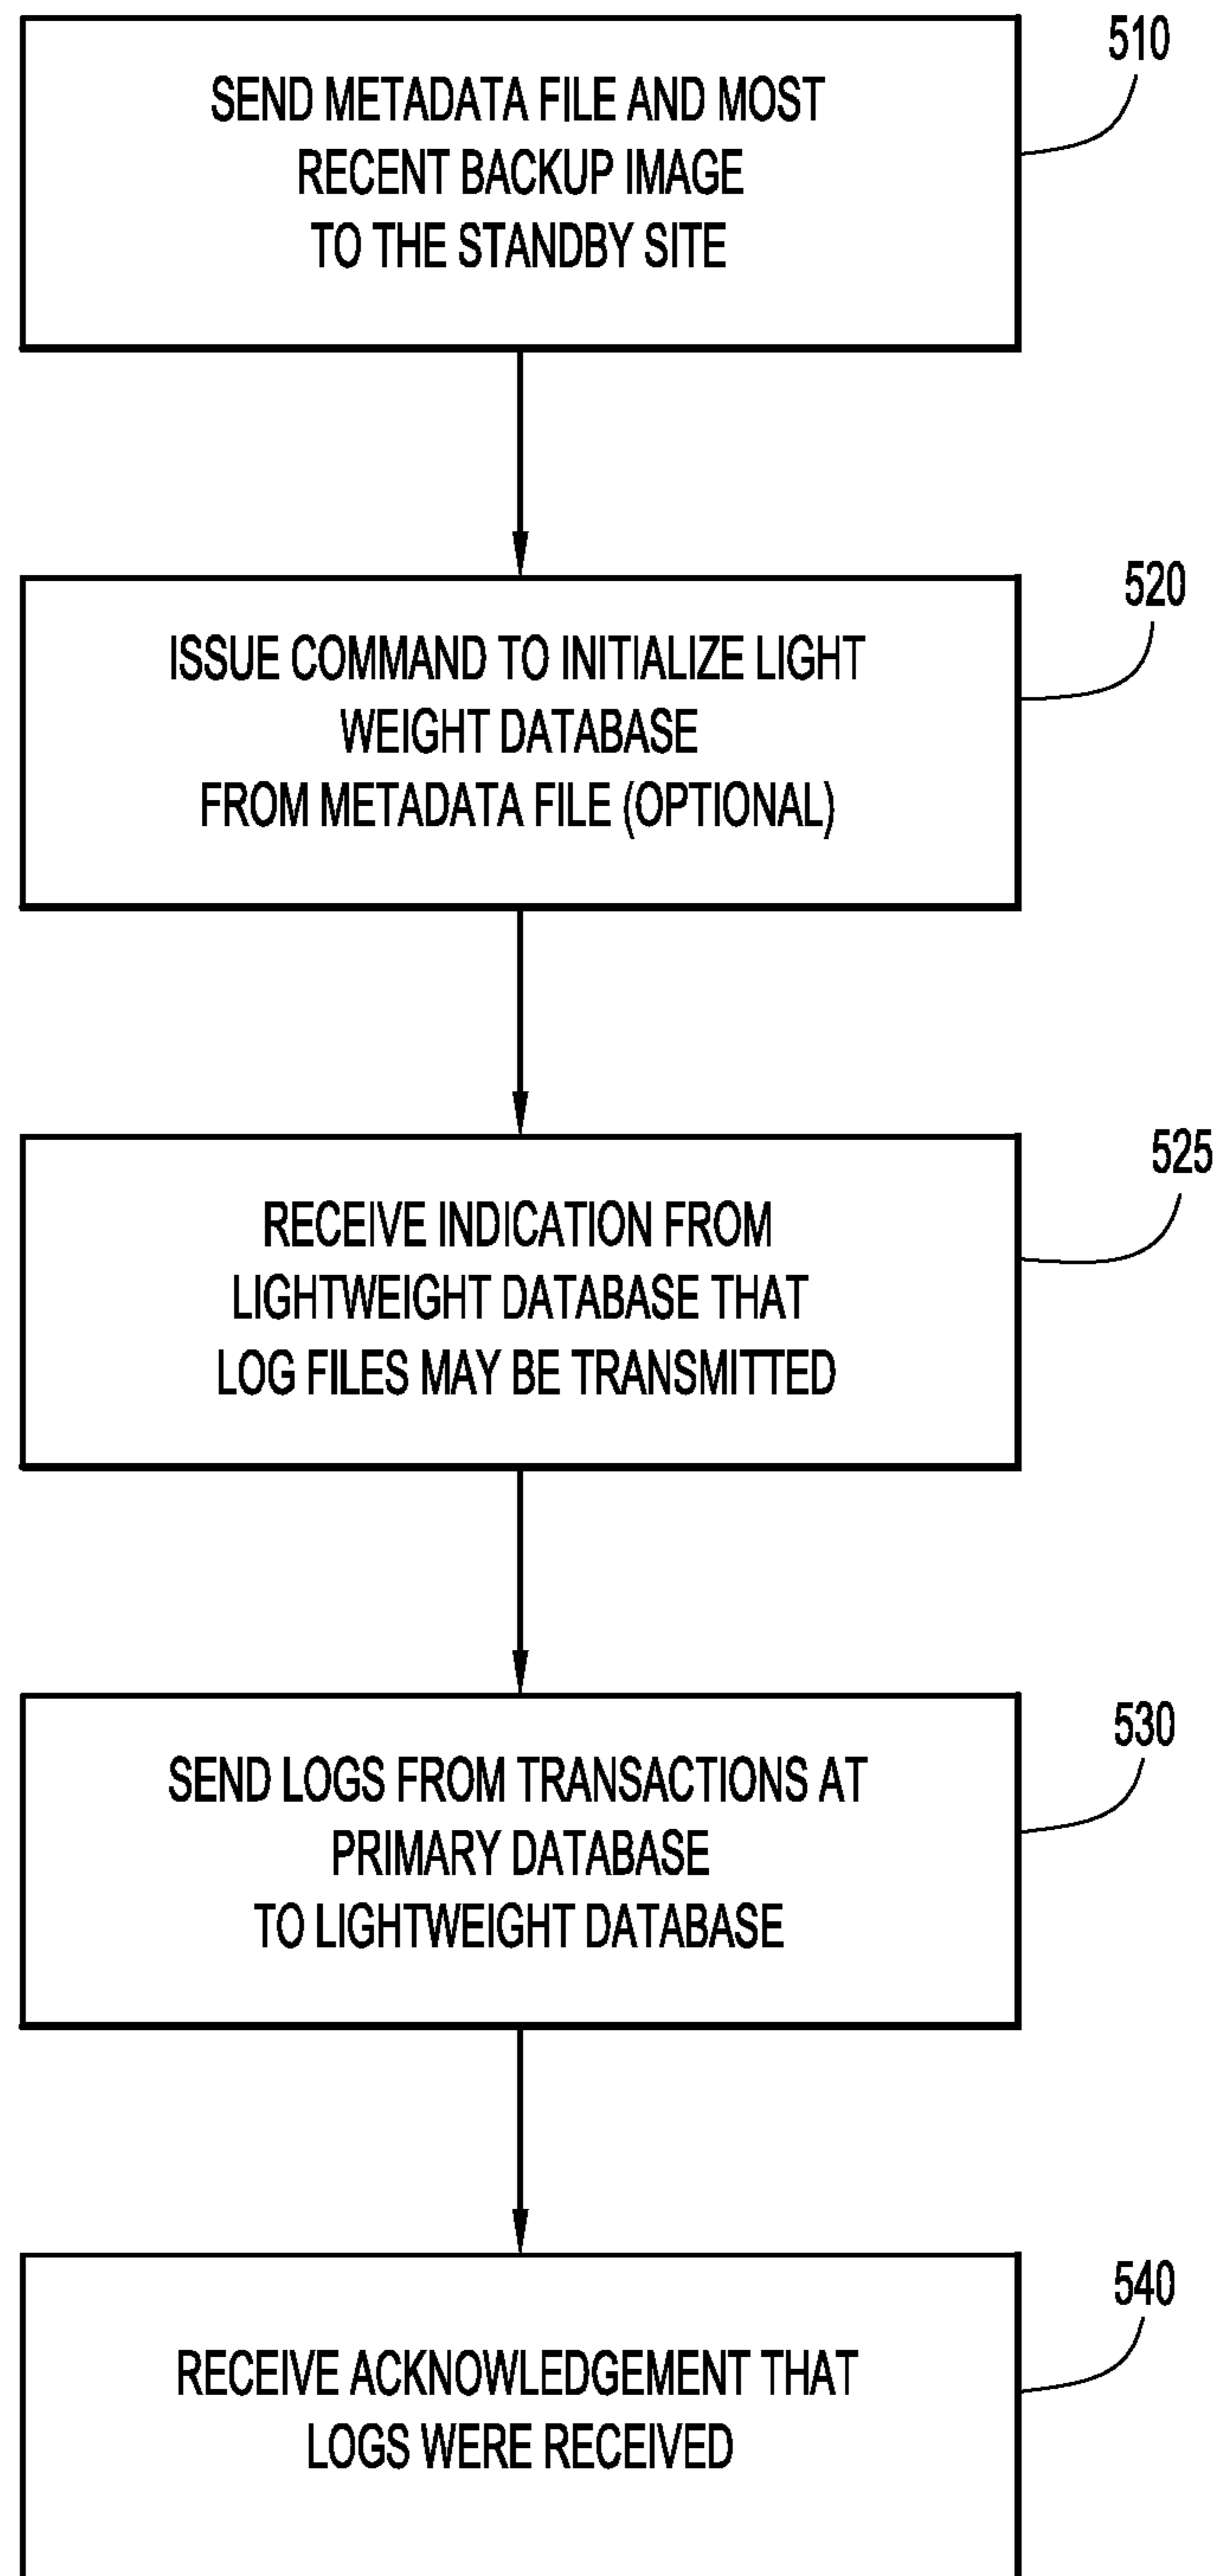 510
SEND METADATA FILE AND MOST
RECENT BACKUP IMAGE
TO THE STANDBY SITE
520
ISSUE COMMAND TO INITIALIZE LIGHT
WEIGHT DATABASE
FROM METADATA FILE (OPTIONAL)
525
RECEIVE INDICATION FROM
LIGHTWEIGHT DATABASE THAT
LOG FILES MAY BE TRANSMITTED
530
SEND LOGS FROM TRANSACTIONS AT
PRIMARY DATABASE
TO LIGHTWEIGHT DATABASE
540
RECEIVE ACKNOWLEDGEMENT THAT
LOGS WERE RECEIVED